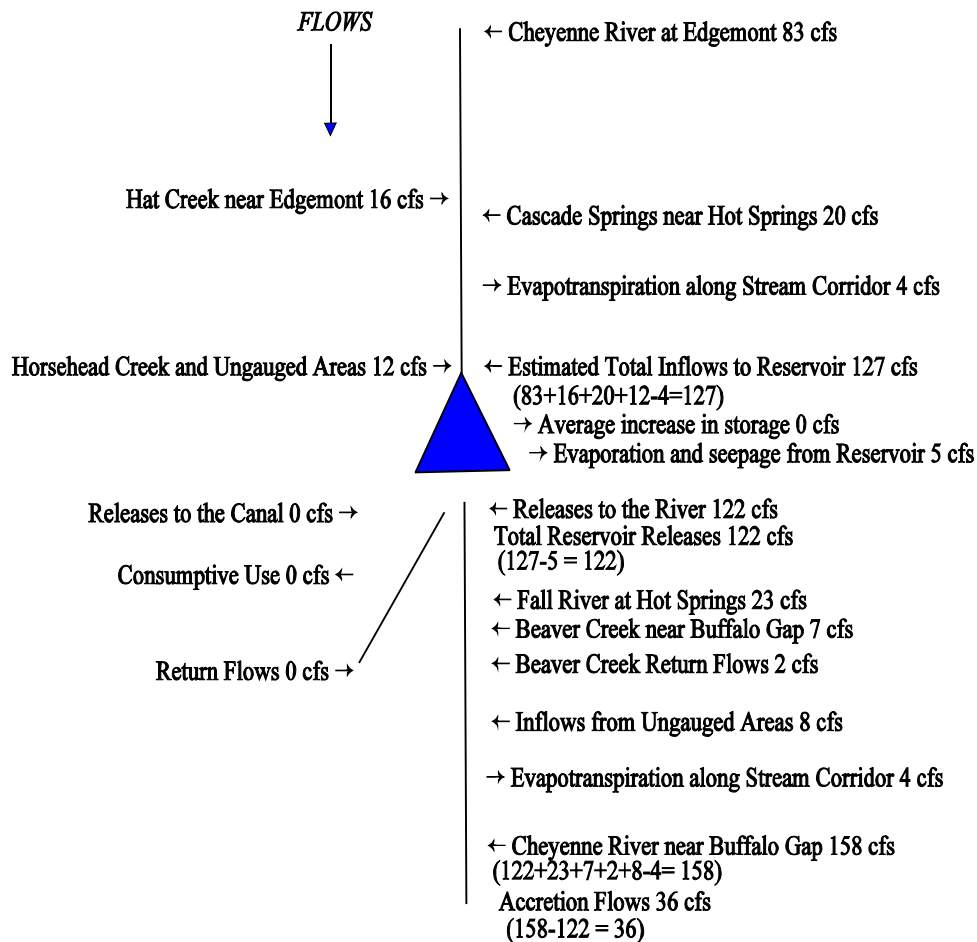 FLOWS
← Cheyenne River at Edgemont 83 cfs
Hat Creek near Edgemont 16 cfs →
← Cascade Springs near Hot Springs 20 cfs
→ Evapotranspiration along Stream Corridor 4 cfs
Horsehead Creek and Ungauged Areas 12 cfs →
← Estimated Total Inflows to Reservoir 127 cfs
(83+16+20+12-4=127)
→ Average increase in storage 0 cfs
→ Evaporation and seepage from Reservoir 5 cfs
Releases to the Canal 0 cfs →
← Releases to the River 122 cfs
Total Reservoir Releases 122 cfs
(127-5 = 122)
Consumptive Use 0 cfs ←
← Fall River at Hot Springs 23 cfs
← Beaver Creek near Buffalo Gap 7 cfs
Return Flows 0 cfs →
← Beaver Creek Return Flows 2 cfs
← Inflows from Ungauged Areas 8 cfs
→ Evapotranspiration along Stream Corridor 4 cfs
← Cheyenne River near Buffalo Gap 158 cfs
(122+23+7+2+8-4= 158)
Accretion Flows 36 cfs
(158-122 = 36)